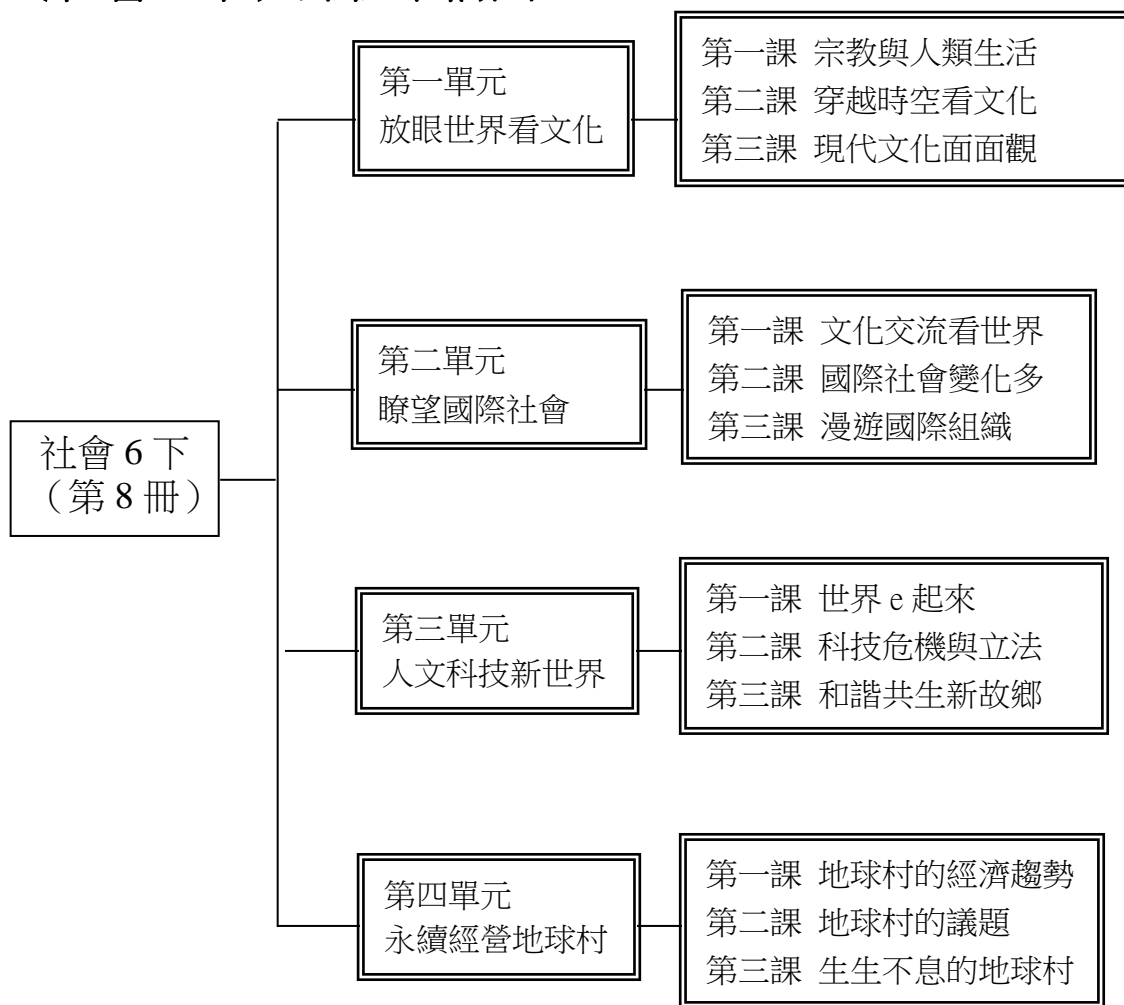 第一單元
放眼世界看文化
第一課 宗教與人類生活
第二課 穿越時空看文化
第三課 現代文化面面觀
第二單元
瞭望國際社會
第一課 文化交流看世界
第二課 國際社會變化多
第三課 漫遊國際組織
社會 6 下
（第 8 冊）
第三單元
人文科技新世界
第一課 世界 e 起來
第二課 科技危機與立法
第三課 和諧共生新故鄉
第四單元
永續經營地球村
第一課 地球村的經濟趨勢
第二課 地球村的議題
第三課 生生不息的地球村